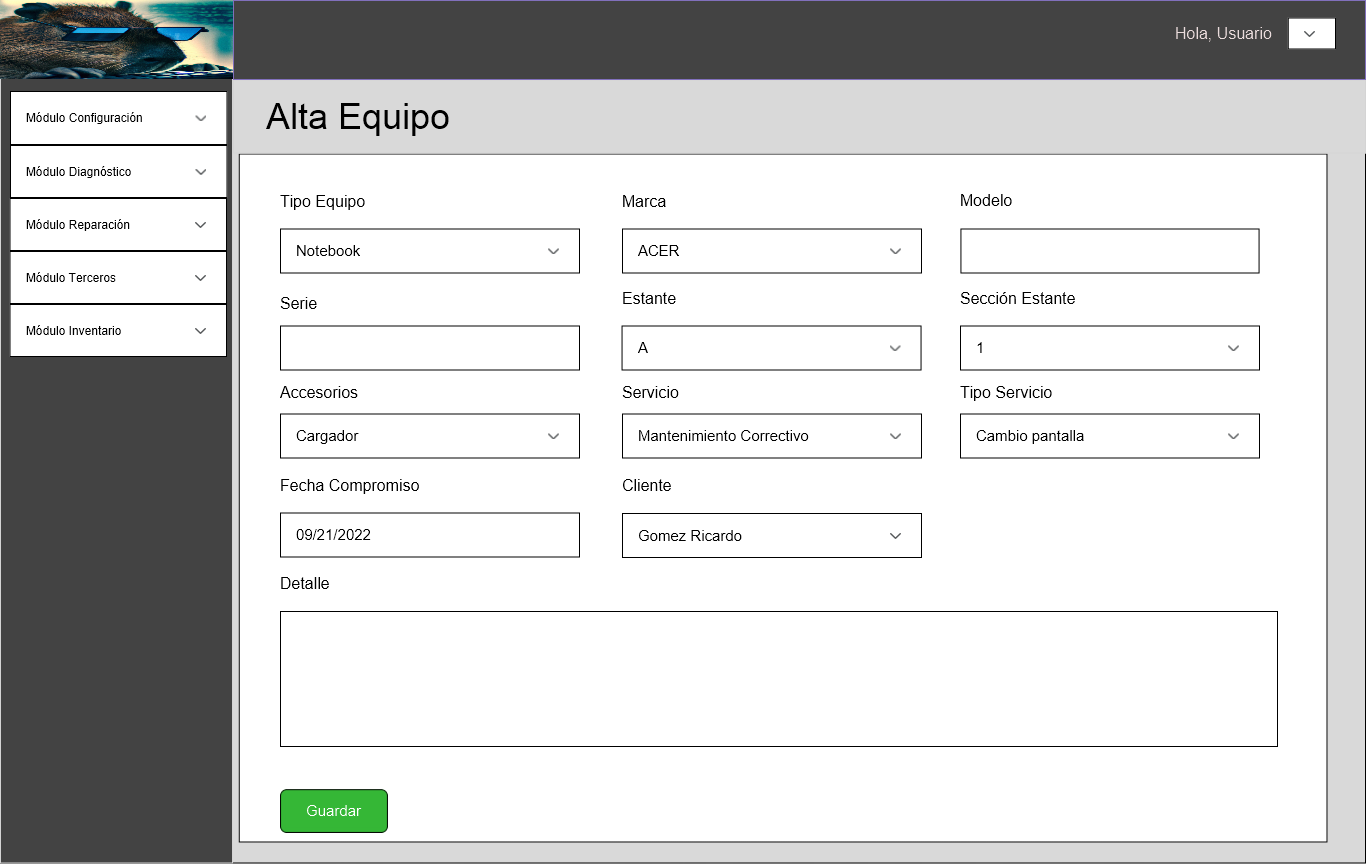 Hola, Usuario
Módulo Configuración
Módulo Diagnóstico
Módulo Reparación
Módulo Terceros
Módulo Inventario
Alta Equipo
Tipo Equipo
Marca
Modelo
Notebook
ACER
Serie
Estante
Sección Estante
A
1
Accesorios
Servicio
Tipo Servicio
Cargador
Mantenimiento Correctivo
Cambio pantalla
Fecha Compromiso
Cliente
09/21/2022
Gomez Ricardo
Detalle
Guardar